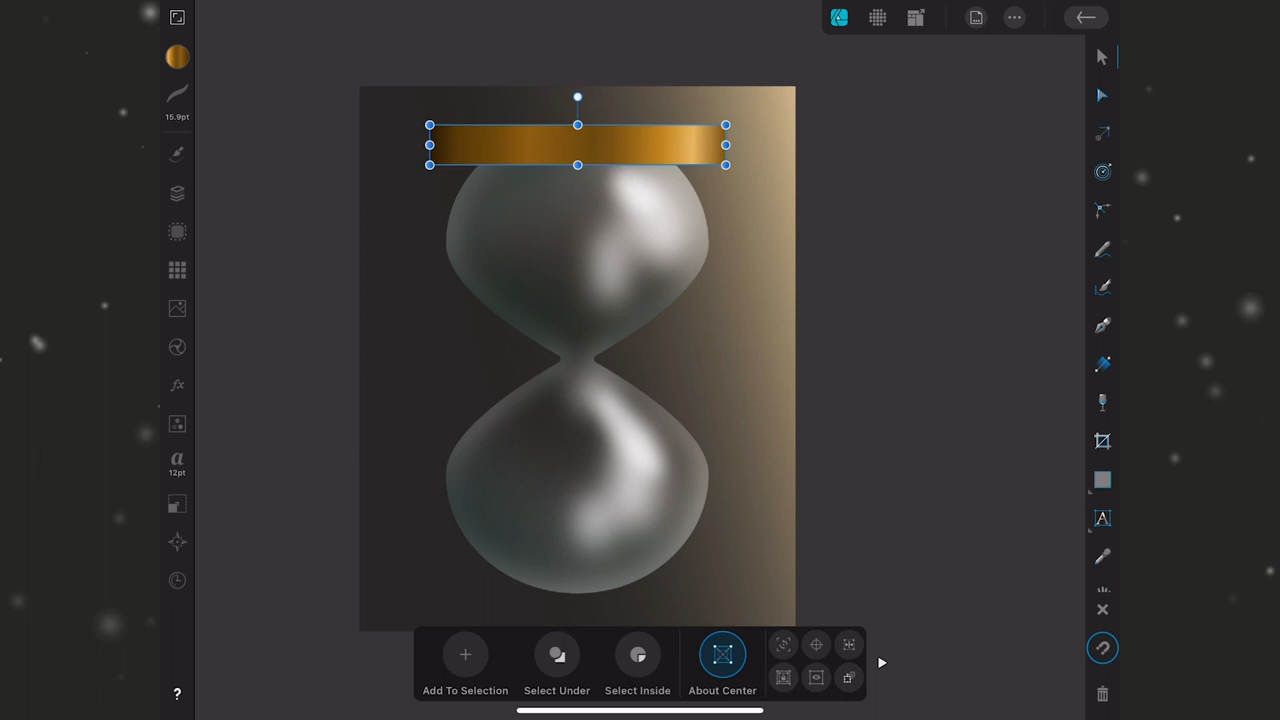 15.9pt
a
12pt
?
A
Add To Selection
Select Under
Select Inside
About Center